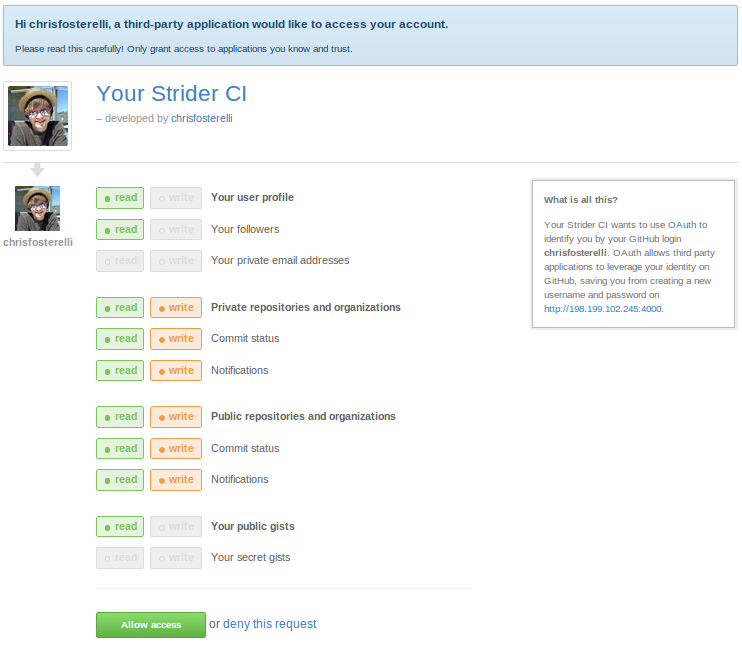 Hi chrisfosterelli, a third-party application would like to access your account.
Please read this carefully! Only grant access to applications you know and trust.
Your Strider CI
– developed by chrisfosterelli
chrisfosterelli
read write Your user profile
read write Your followers
read write Your private email addresses
read write Private repositories and organizations
read write Commit status
read write Notifications
read write Public repositories and organizations
read write Commit status
read write Notifications
read write Your public gists
read write Your secret gists
Allow access or deny this request
What is all this?
Your Strider CI wants to use OAuth to
identify you by your GitHub login
chrisfosterelli. OAuth allows third party
applications to leverage your identity on
GitHub, saving you from creating a new
username and password on
http://198.199.102.245:4000.